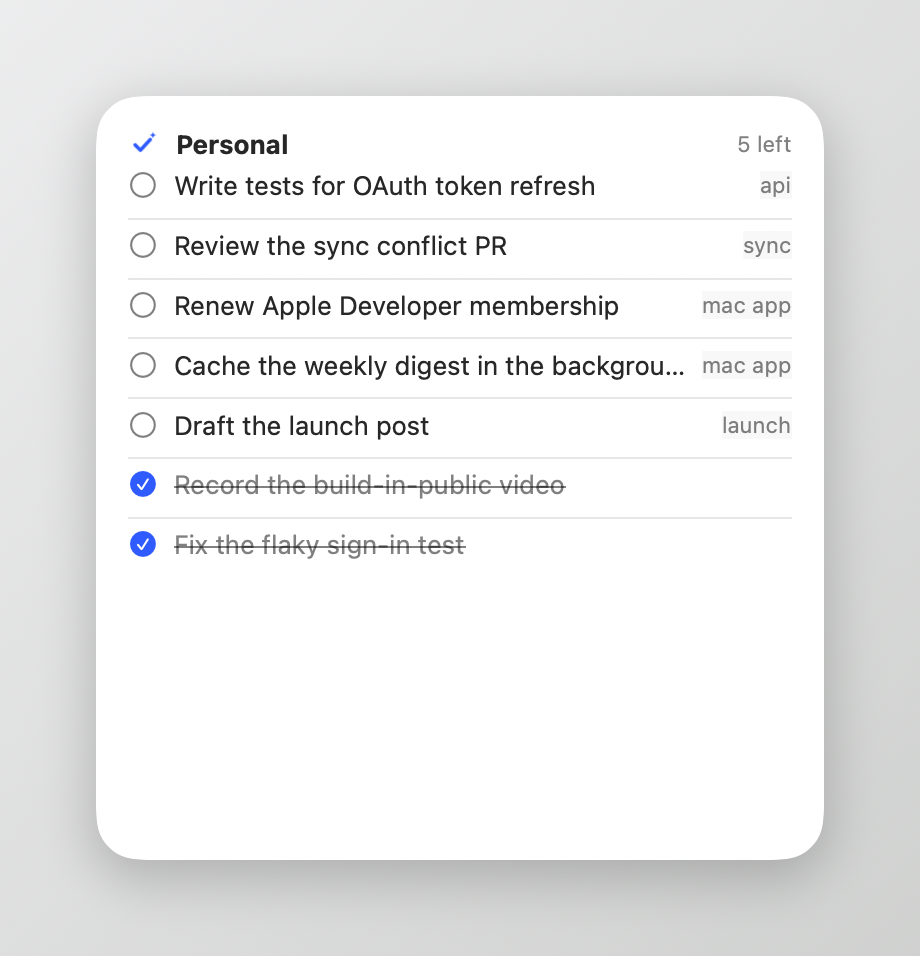 Personal 5 left
Write tests for OAuth token refresh api
Review the sync conflict PR sync
Renew Apple Developer membership mac app
Cache the weekly digest in the backgrou... mac app
Draft the launch post launch
Record the build-in-public video
Fix the flaky sign-in test